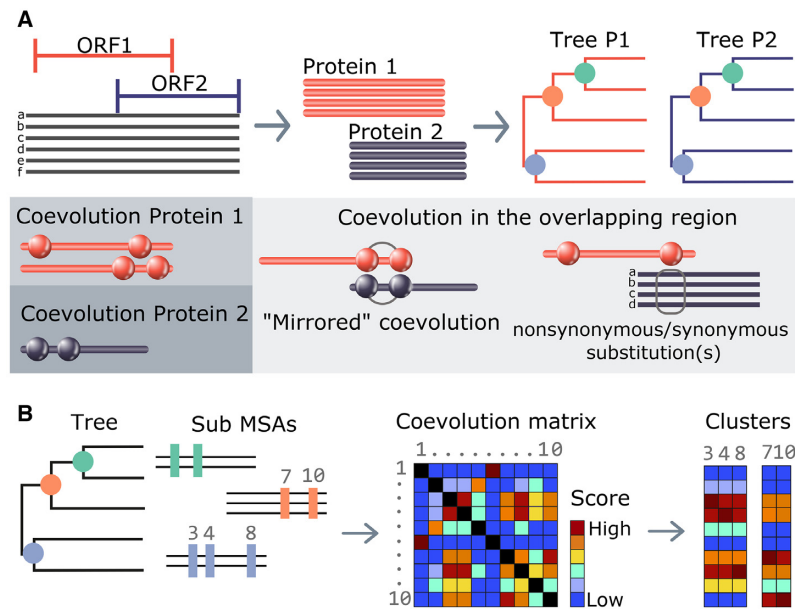 A
ORF1
ORF2
a
b
c
d
e
f
Protein 1
Protein 2
Tree P1
Tree P2
Coevolution Protein 1
Coevolution Protein 2
Coevolution in the overlapping region
"Mirrored" coevolution
a
b
c
d
nonsynonymous/synonymous
substitution(s)
B
Tree
Sub MSAs
7 10
3 4 8
Coevolution matrix
1 . . . . . . . . 10
1
.
.
.
.
.
.
.
.
10
Score
High
Low
Clusters
3 4 8 710